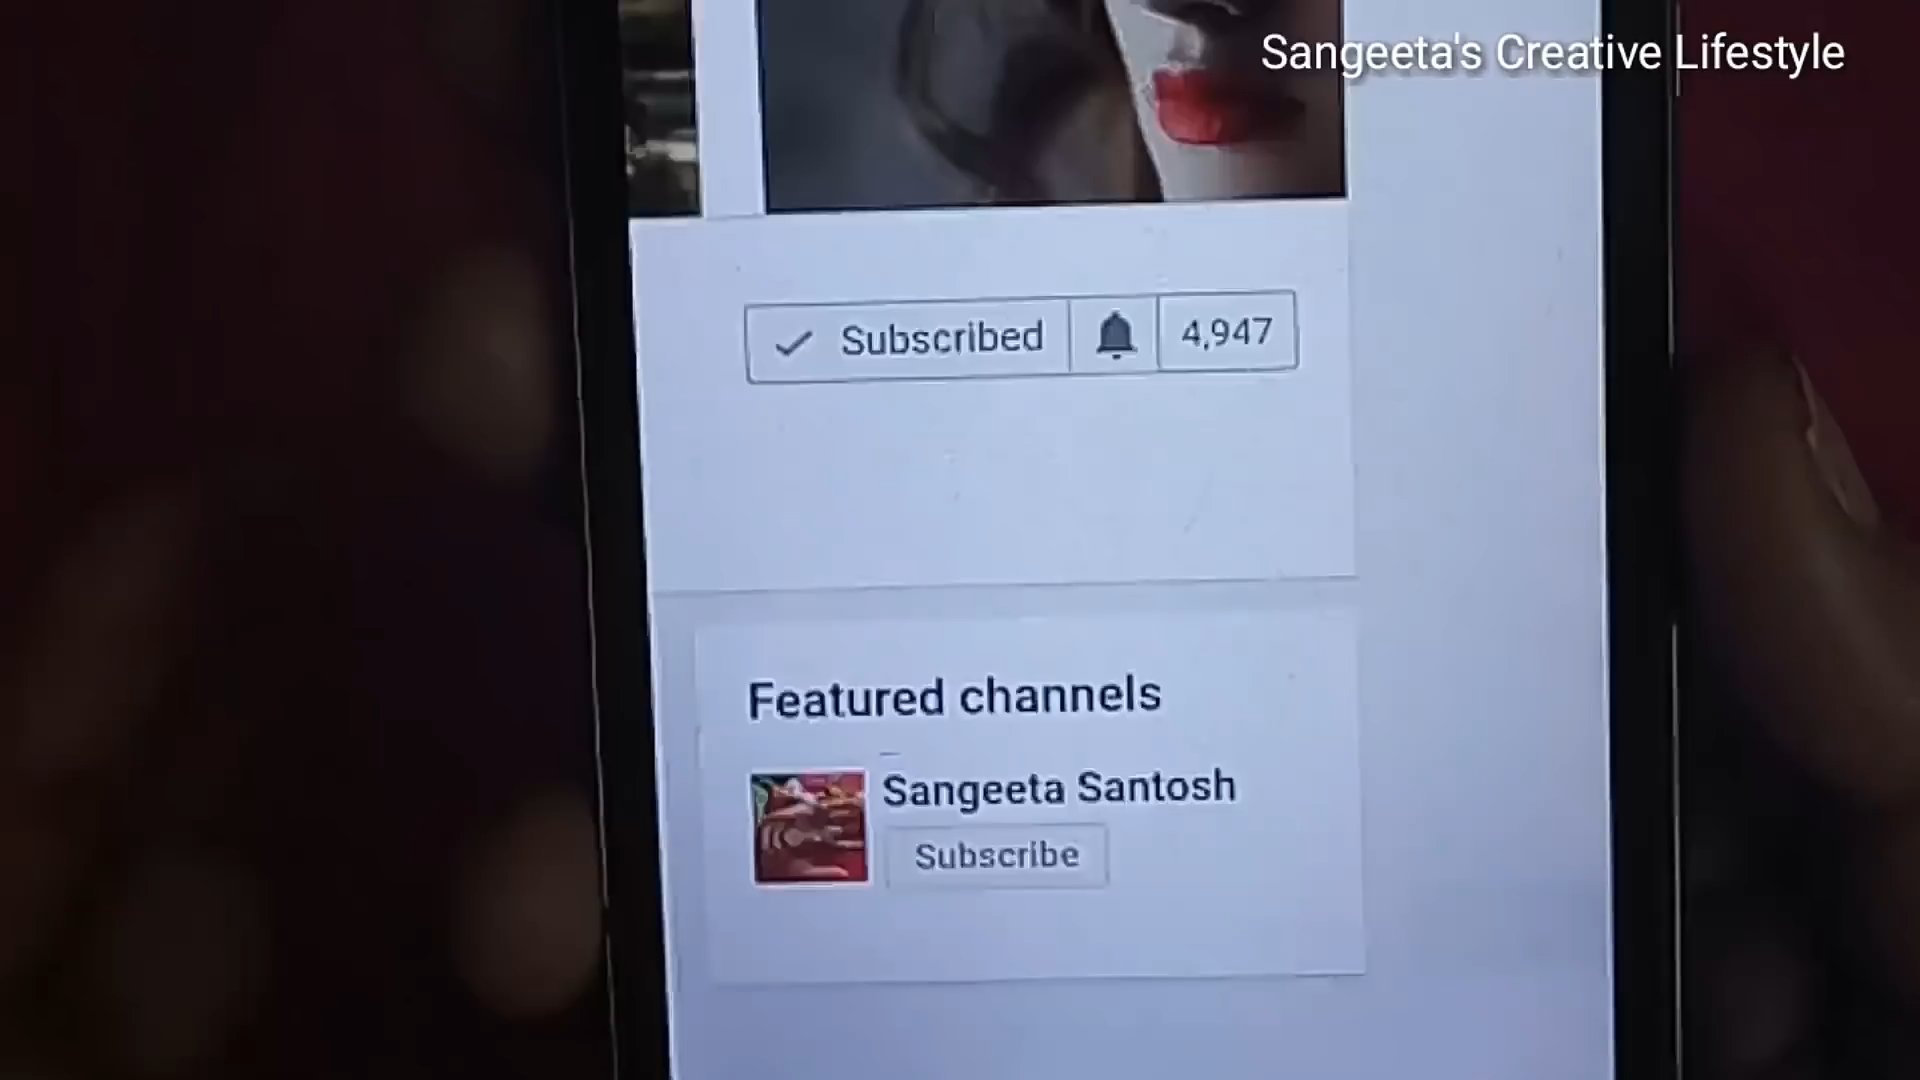 Sangeeta's Creative Lifestyle
Subscribed 4,947
Featured channels
Sangeeta Santosh
Subscribe